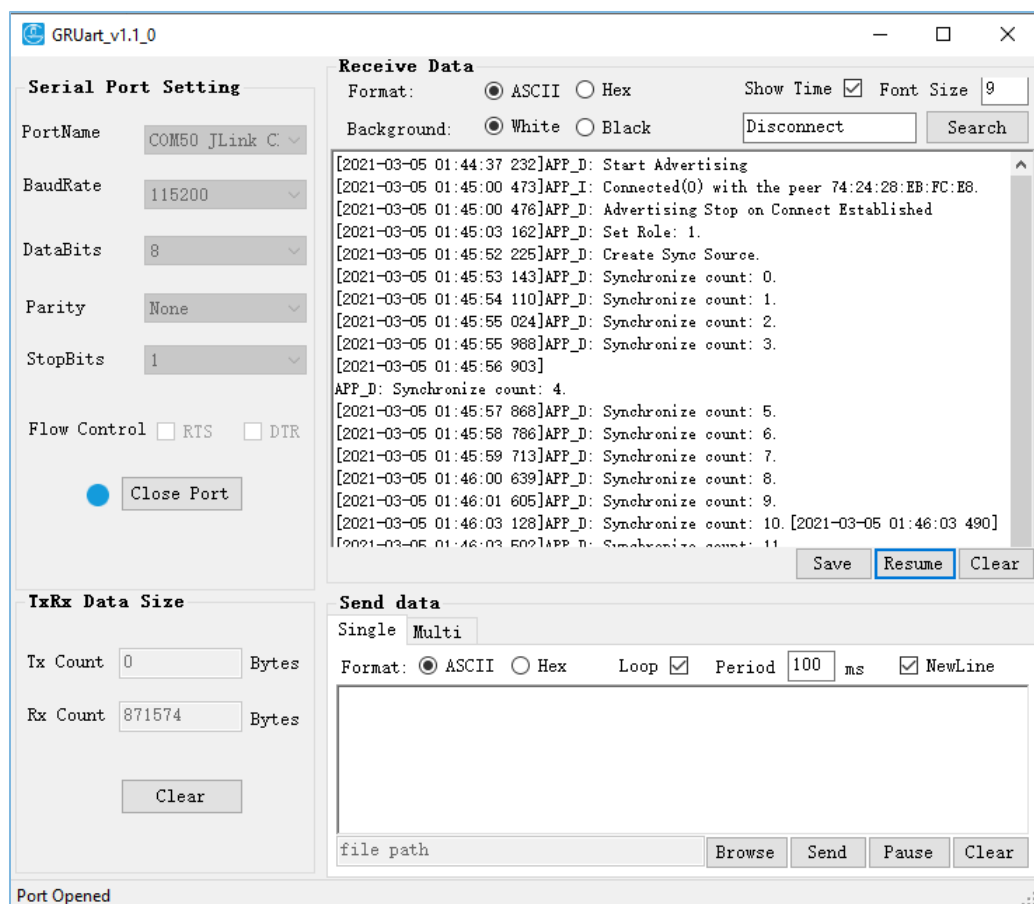 GRUart_v1.1_0
Serial Port Setting
PortName
COM50 JLink C
BaudRate
115200
DataBits
8
Parity
None
StopBits
1
Flow Control RTS DTR
Close Port
Receive Data
Format: ASCII Hex Show Time Font Size 9
Background: White Black Disconnect Search
[2021-03-05 01:44:37 232]APP_D: Start Advertising
[2021-03-05 01:45:00 473]APP_I: Connected(0) with the peer 74:24:28:EB:FC:E8.
[2021-03-05 01:45:00 476]APP_D: Advertising Stop on Connect Established
[2021-03-05 01:45:03 162]APP_D: Set Role: 1.
[2021-03-05 01:45:52 225]APP_D: Create Sync Source.
[2021-03-05 01:45:53 143]APP_D: Synchronize count: 0.
[2021-03-05 01:45:54 110]APP_D: Synchronize count: 1.
[2021-03-05 01:45:55 024]APP_D: Synchronize count: 2.
[2021-03-05 01:45:55 988]APP_D: Synchronize count: 3.
[2021-03-05 01:45:56 903]
APP_D: Synchronize count: 4.
[2021-03-05 01:45:57 868]APP_D: Synchronize count: 5.
[2021-03-05 01:45:58 786]APP_D: Synchronize count: 6.
[2021-03-05 01:45:59 713]APP_D: Synchronize count: 7.
[2021-03-05 01:46:00 639]APP_D: Synchronize count: 8.
[2021-03-05 01:46:01 605]APP_D: Synchronize count: 9.
[2021-03-05 01:46:03 128]APP_D: Synchronize count: 10.[2021-03-05 01:46:03 490]
[2021-03-05 01:46:03 502]APP_D: Synchronize count: 11
Save Resume Clear
TxRx Data Size
Tx Count 0 Bytes
Rx Count 871574 Bytes
Clear
Send data
Single Multi
Format: ASCII Hex Loop Period 100 ms NewLine
file path Browse Send Pause Clear
Port Opened